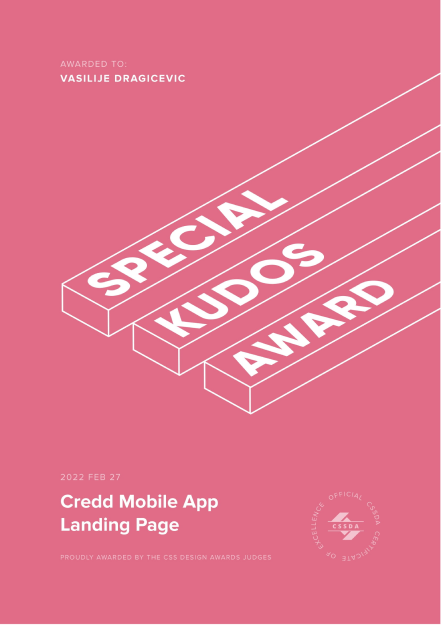 AWARDED TO:
VASILIJE DRAGICEVIC
SPECIAL
KUDOS
AWARD
2022 FEB 27
Credd Mobile App
Landing Page
PROUDLY AWARDED BY THE CSS DESIGN AWARDS JUDGES
OFFICIAL CSSDA CERTIFICATE OF EXCELLENCE
CSSDA